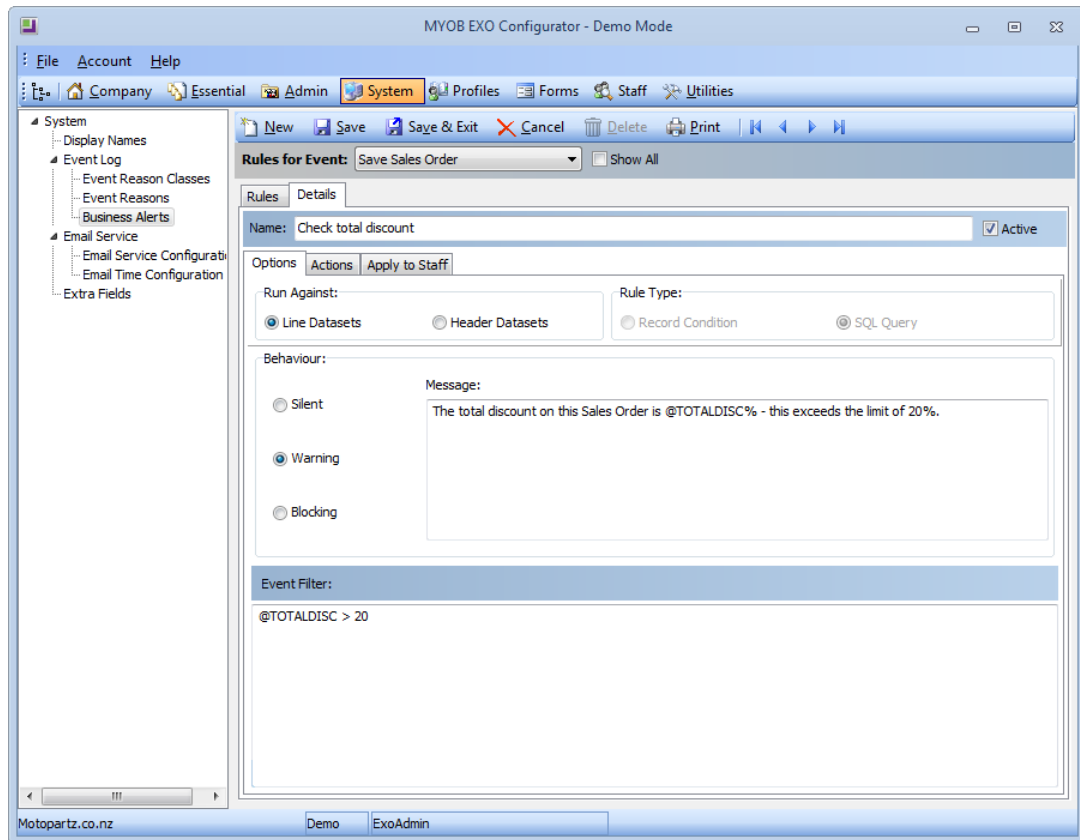 MYOB EXO Configurator - Demo Mode
File Account Help
Company Essential Admin System Profiles Forms Staff Utilities
System
Display Names
Event Log
Event Reason Classes
Event Reasons
Business Alerts
Email Service
Email Service Configurati
Email Time Configuration
Extra Fields
New Save Save & Exit Cancel Delete Print
Rules for Event: Save Sales Order Show All
Rules Details
Name: Check total discount Active
Options Actions Apply to Staff
Run Against: Rule Type:
Line Datasets Header Datasets Record Condition SQL Query
Behaviour:
Message:
Silent
The total discount on this Sales Order is @TOTALDISC% - this exceeds the limit of 20%.
Warning
Blocking
Event Filter:
@TOTALDISC > 20
Motopartz.co.nz Demo ExoAdmin